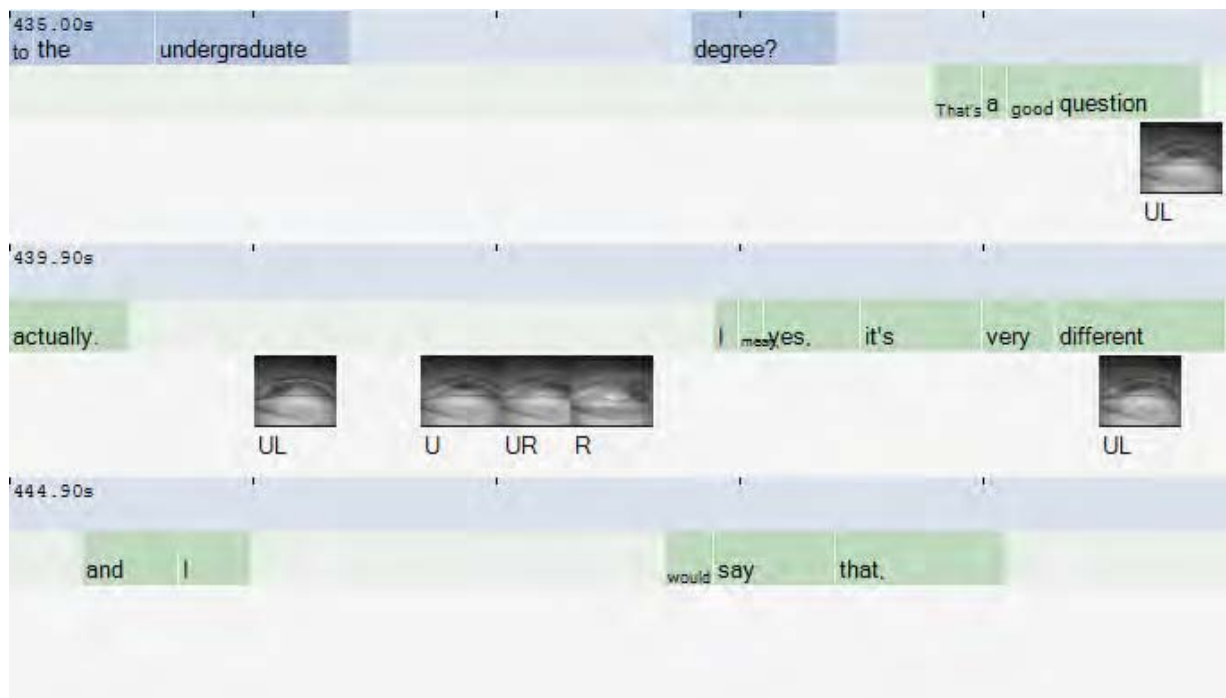 435.00s
to the undergraduate degree?
That's a good question
UL
439.90s
actually. I mean, yes. it's very different
UL U UR R UL
444.90s
and I would say that.